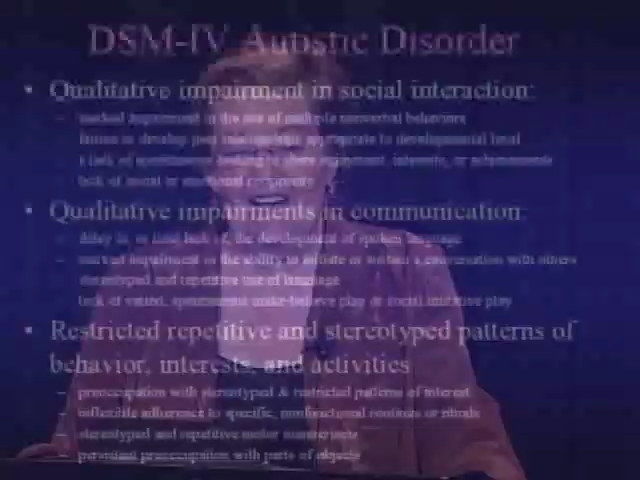 DSM-IV Autistic Disorder
• Qualitative impairment in social interaction:
– marked impairment in the use of multiple nonverbal behaviors
– failure to develop peer relationships appropriate to developmental level
– a lack of spontaneous seeking to share enjoyment, interests, or achievements
– lack of social or emotional reciprocity
• Qualitative impairments in communication:
– delay in, or total lack of, the development of spoken language
– marked impairment in the ability to initiate or sustain a conversation with others
– stereotyped and repetitive use of language
– lack of varied, spontaneous make-believe play or social imitative play
• Restricted repetitive and stereotyped patterns of
behavior, interests, and activities
– preoccupation with stereotyped & restricted patterns of interest
– inflexible adherence to specific, nonfunctional routines or rituals
– stereotyped and repetitive motor mannerisms
– persistent preoccupation with parts of objects